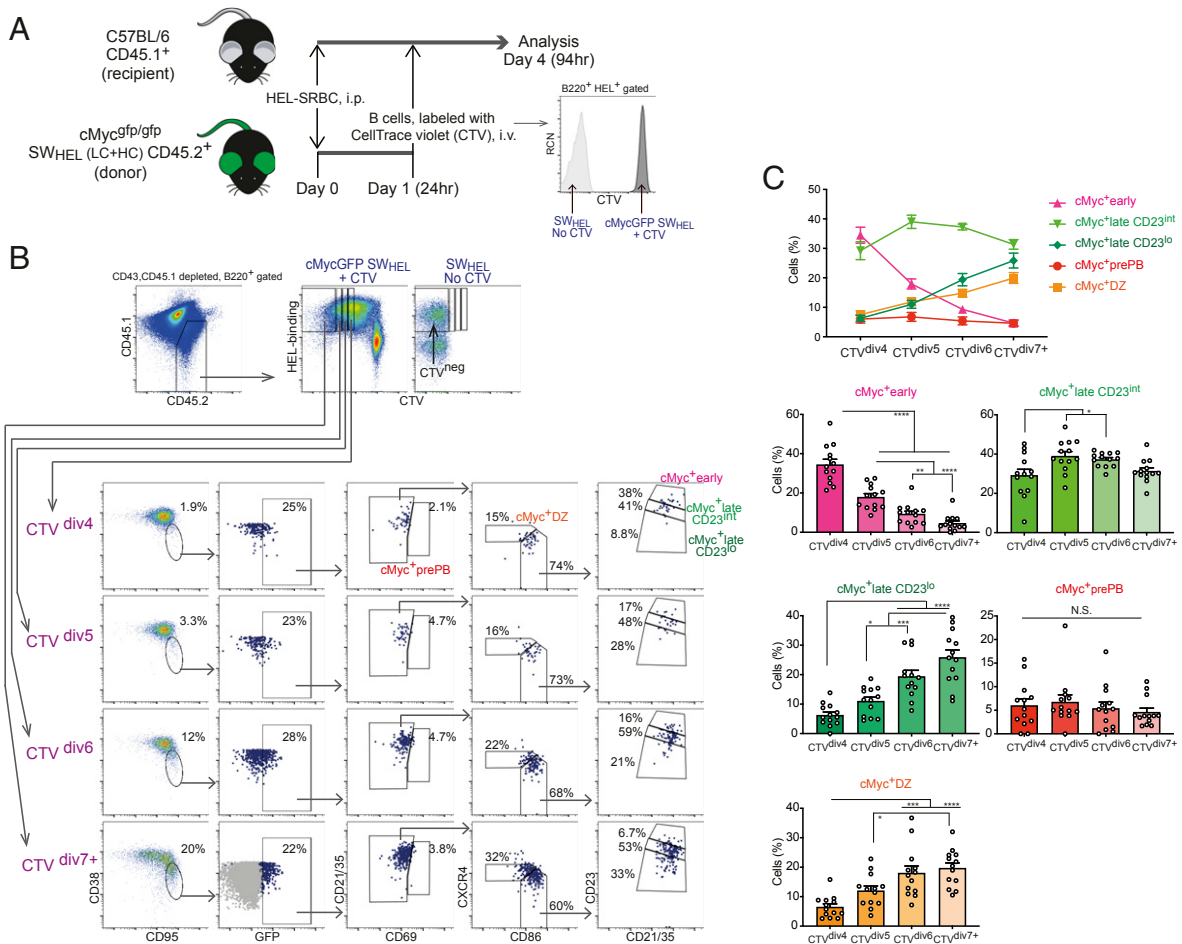 A
C57BL/6
CD45.1+
(recipient)
cMyc gfp/gfp
SWHEL (LC+HC) CD45.2+
(donor)
HEL-SRBC, i.p.
Day 0
Day 1 (24hr)
B cells, labeled with
CellTrace violet (CTV), i.v.
Analysis
Day 4 (94hr)
B220+ HEL+ gated
RCN
CTV
SWHEL
No CTV
cMycGFP SWHEL
+ CTV
B
CD43,CD45.1 depleted, B220+ gated
CD45.1
CD45.2
cMycGFP SWHEL
+ CTV
SWHEL
No CTV
HEL-binding
CTVneg
CTV
CTV div4
1.9%
25%
2.1%
cMyc+prePB
15%
cMyc+DZ
74%
cMyc+early
38%
41%
cMyc+late
CD23int
8.8%
cMyc+late
CD23lo
CTV div5
3.3%
23%
4.7%
16%
73%
17%
48%
28%
CTV div6
12%
28%
4.7%
22%
68%
16%
59%
21%
CTV div7+
20%
22%
3.8%
32%
60%
6.7%
53%
33%
CD38
CD95
GFP
CD21/35
CD69
CXCR4
CD86
CD23
CD21/35
C
Cells (%)
50
40
30
20
10
0
CTVdiv4
CTVdiv5
CTVdiv6
CTVdiv7+
cMyc+early
cMyc+late CD23int
cMyc+late CD23lo
cMyc+prePB
cMyc+DZ
cMyc+early
Cells (%)
60
40
20
0
****
** ****
CTVdiv4 CTVdiv5 CTVdiv6 CTVdiv7+
cMyc+late CD23int
60
40
20
0
*
CTVdiv4 CTVdiv5 CTVdiv6 CTVdiv7+
cMyc+late CD23lo
Cells (%)
40
30
20
10
0
****
* ***
CTVdiv4 CTVdiv5 CTVdiv6 CTVdiv7+
cMyc+prePB
N.S.
25
20
15
10
5
0
CTVdiv4 CTVdiv5 CTVdiv6 CTVdiv7+
cMyc+DZ
Cells (%)
40
30
20
10
0
*** ****
*
CTVdiv4 CTVdiv5 CTVdiv6 CTVdiv7+